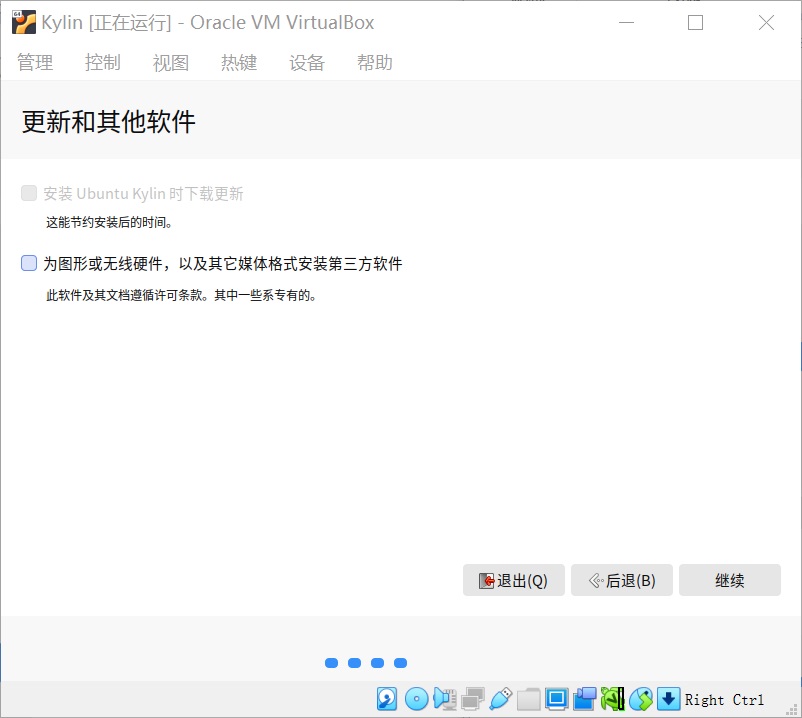 Kylin [正在运行] - Oracle VM VirtualBox
管理 控制 视图 热键 设备 帮助
更新和其他软件
安装 Ubuntu Kylin 时下载更新
这能节约安装后的时间。
为图形或无线硬件，以及其它媒体格式安装第三方软件
此软件及其文档遵循许可条款。其中一些系专有的。
退出(Q) 后退(B) 继续
Right Ctrl